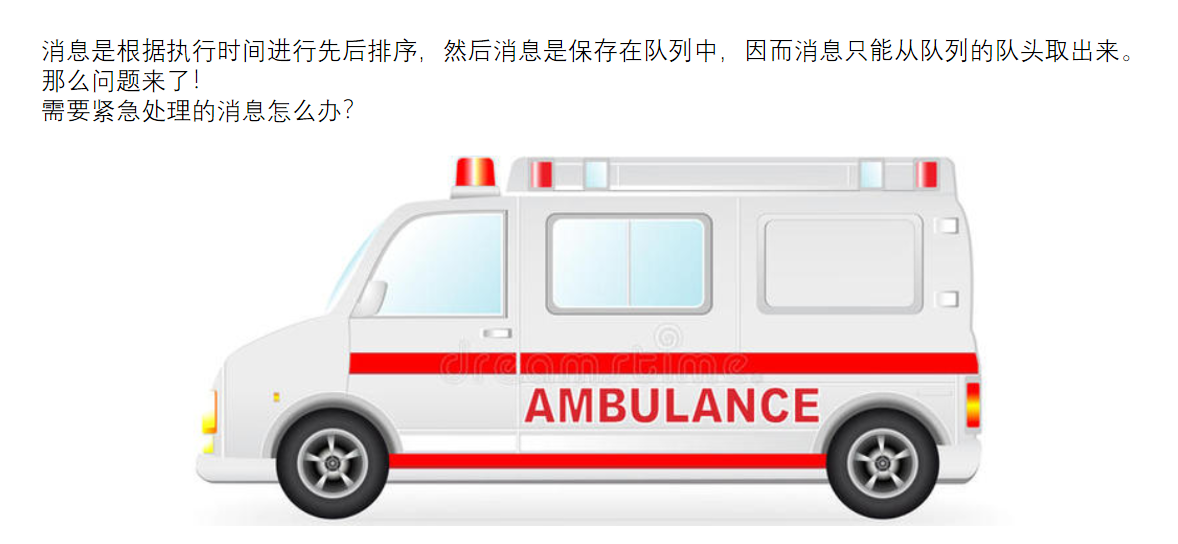 消息是根据执行时间进行先后排序，然后消息是保存在队列中，因而消息只能从队列的队头取出来。
那么问题来了！
需要紧急处理的消息怎么办？
dreamstime.
AMBULANCE